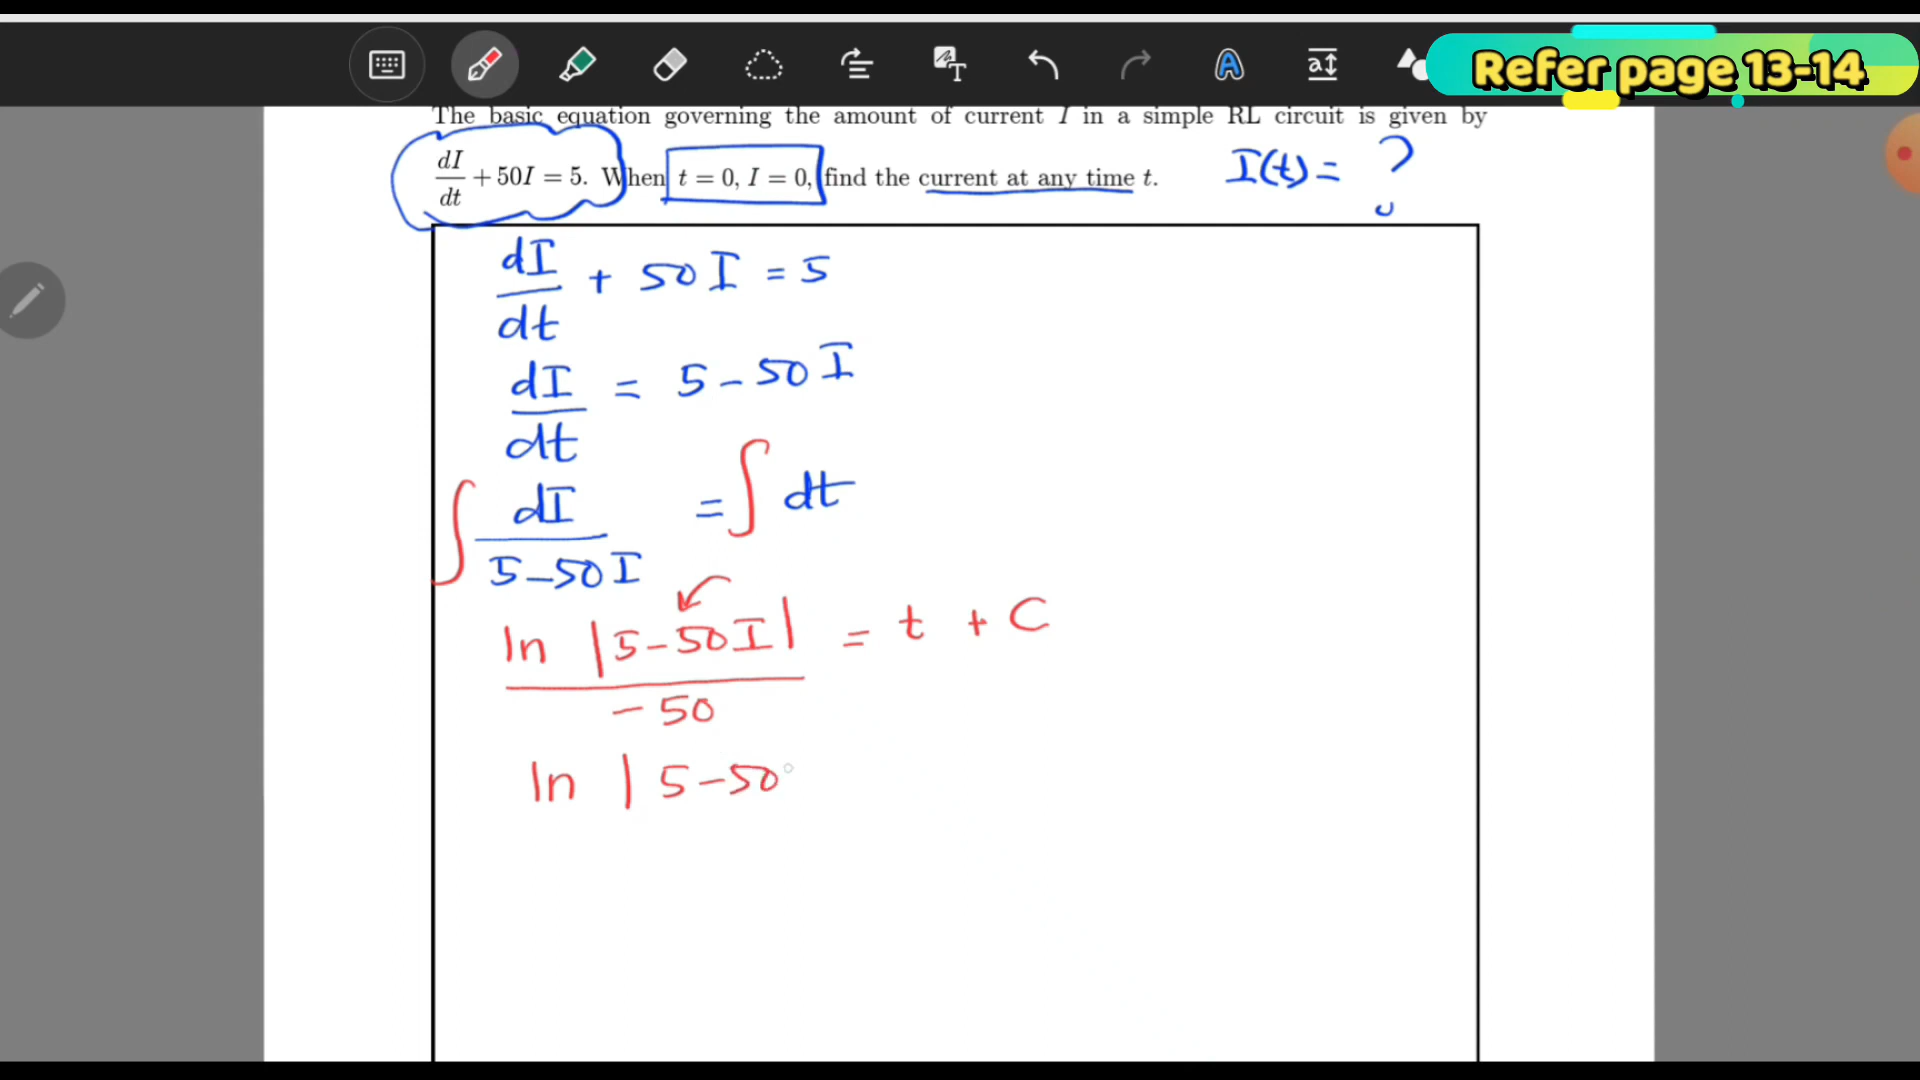 Refer page 13-14
The basic equation governing the amount of current I in a simple RL circuit is given by
dI/dt + 50I = 5. When t = 0, I = 0, find the current at any time t.
I(t) = ?
dI/dt + 50I = 5
dI/dt = 5 - 50I
∫ dI/(5-50I) = ∫ dt
ln |5-50I| / -50 = t + C
ln | 5-50